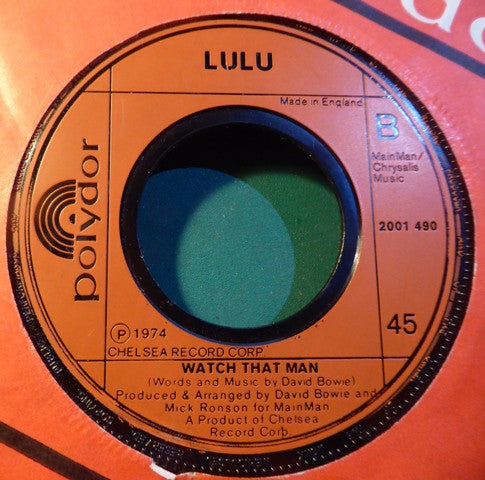 LULU
Made in England
B
MainMan/
Chrysalis
Music
2001 490
polydor
45
℗ 1974
CHELSEA RECORD CORP
WATCH THAT MAN
(Words and Music by David Bowie)
Produced & Arranged by David Bowie and
Mick Ronson for MainMan
A Product of Chelsea
Record Corp.